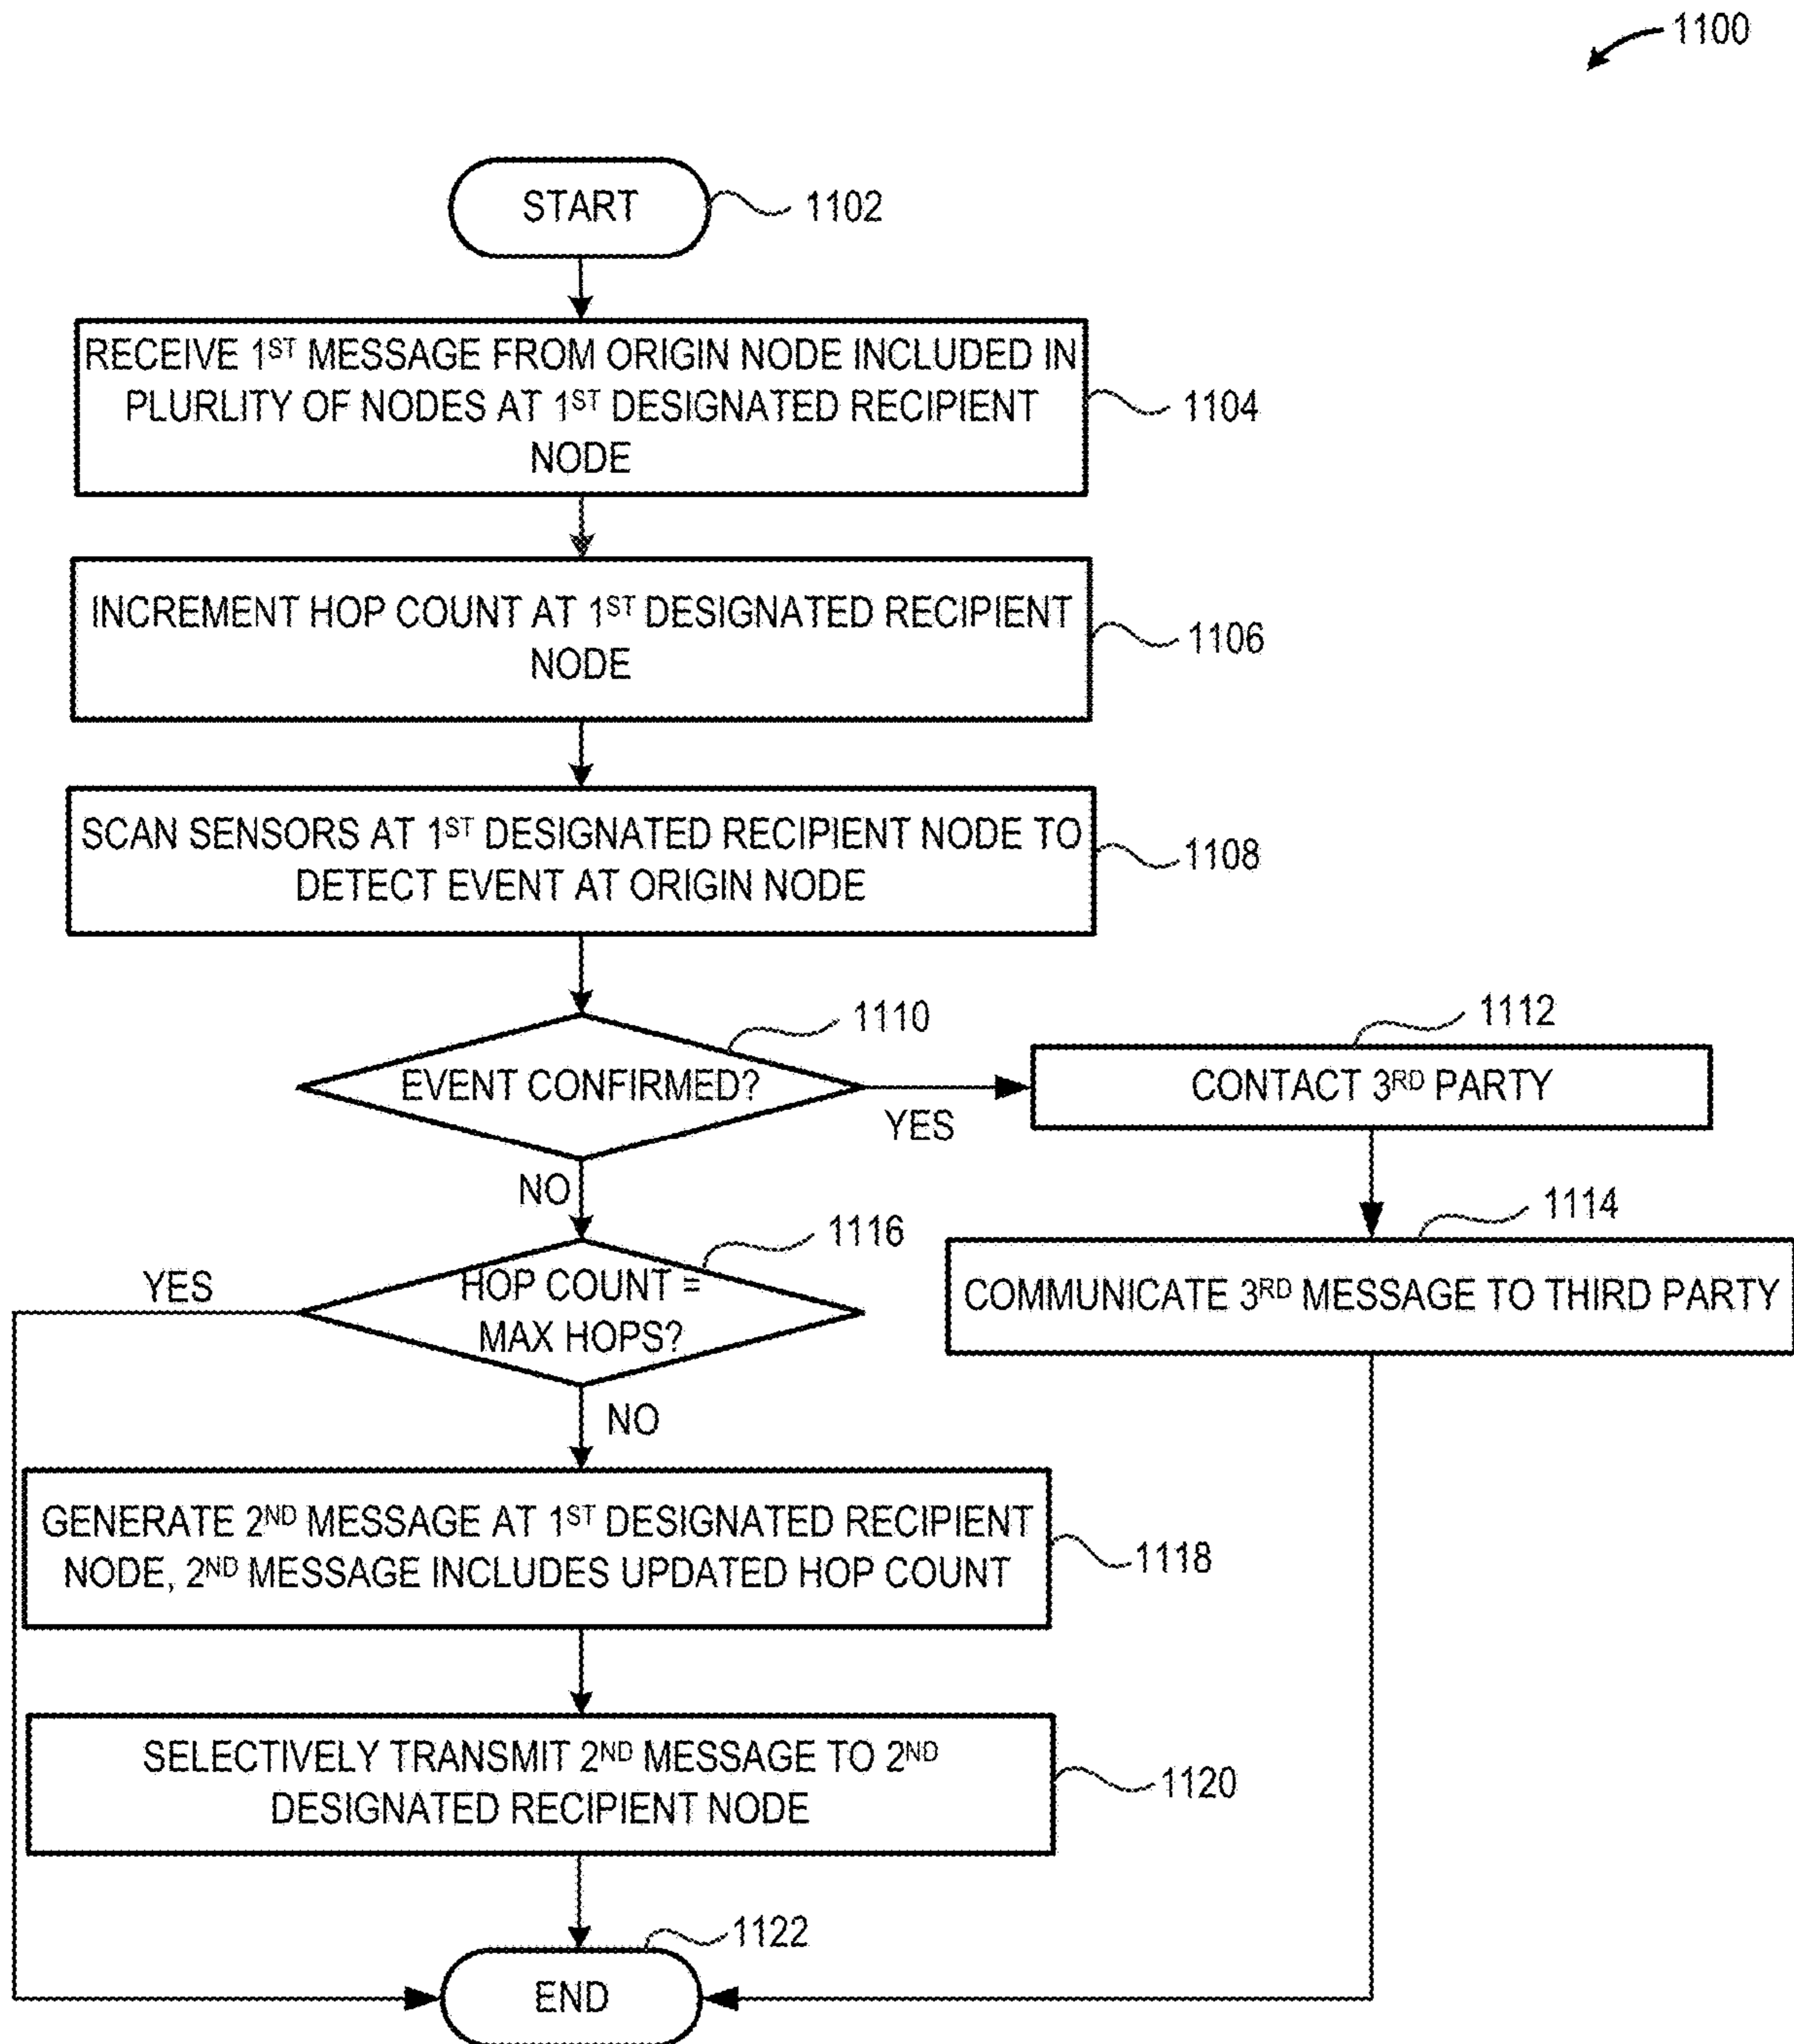 1100
START
1102
RECEIVE 1ST MESSAGE FROM ORIGIN NODE INCLUDED IN
PLURLITY OF NODES AT 1ST DESIGNATED RECIPIENT
NODE
1104
INCREMENT HOP COUNT AT 1ST DESIGNATED RECIPIENT
NODE
1106
SCAN SENSORS AT 1ST DESIGNATED RECIPIENT NODE TO
DETECT EVENT AT ORIGIN NODE
1108
1110
EVENT CONFIRMED?
YES
NO
1112
CONTACT 3RD PARTY
1114
COMMUNICATE 3RD MESSAGE TO THIRD PARTY
1116
HOP COUNT =
MAX HOPS?
YES
NO
GENERATE 2ND MESSAGE AT 1ST DESIGNATED RECIPIENT
NODE, 2ND MESSAGE INCLUDES UPDATED HOP COUNT
1118
SELECTIVELY TRANSMIT 2ND MESSAGE TO 2ND
DESIGNATED RECIPIENT NODE
1120
1122
END